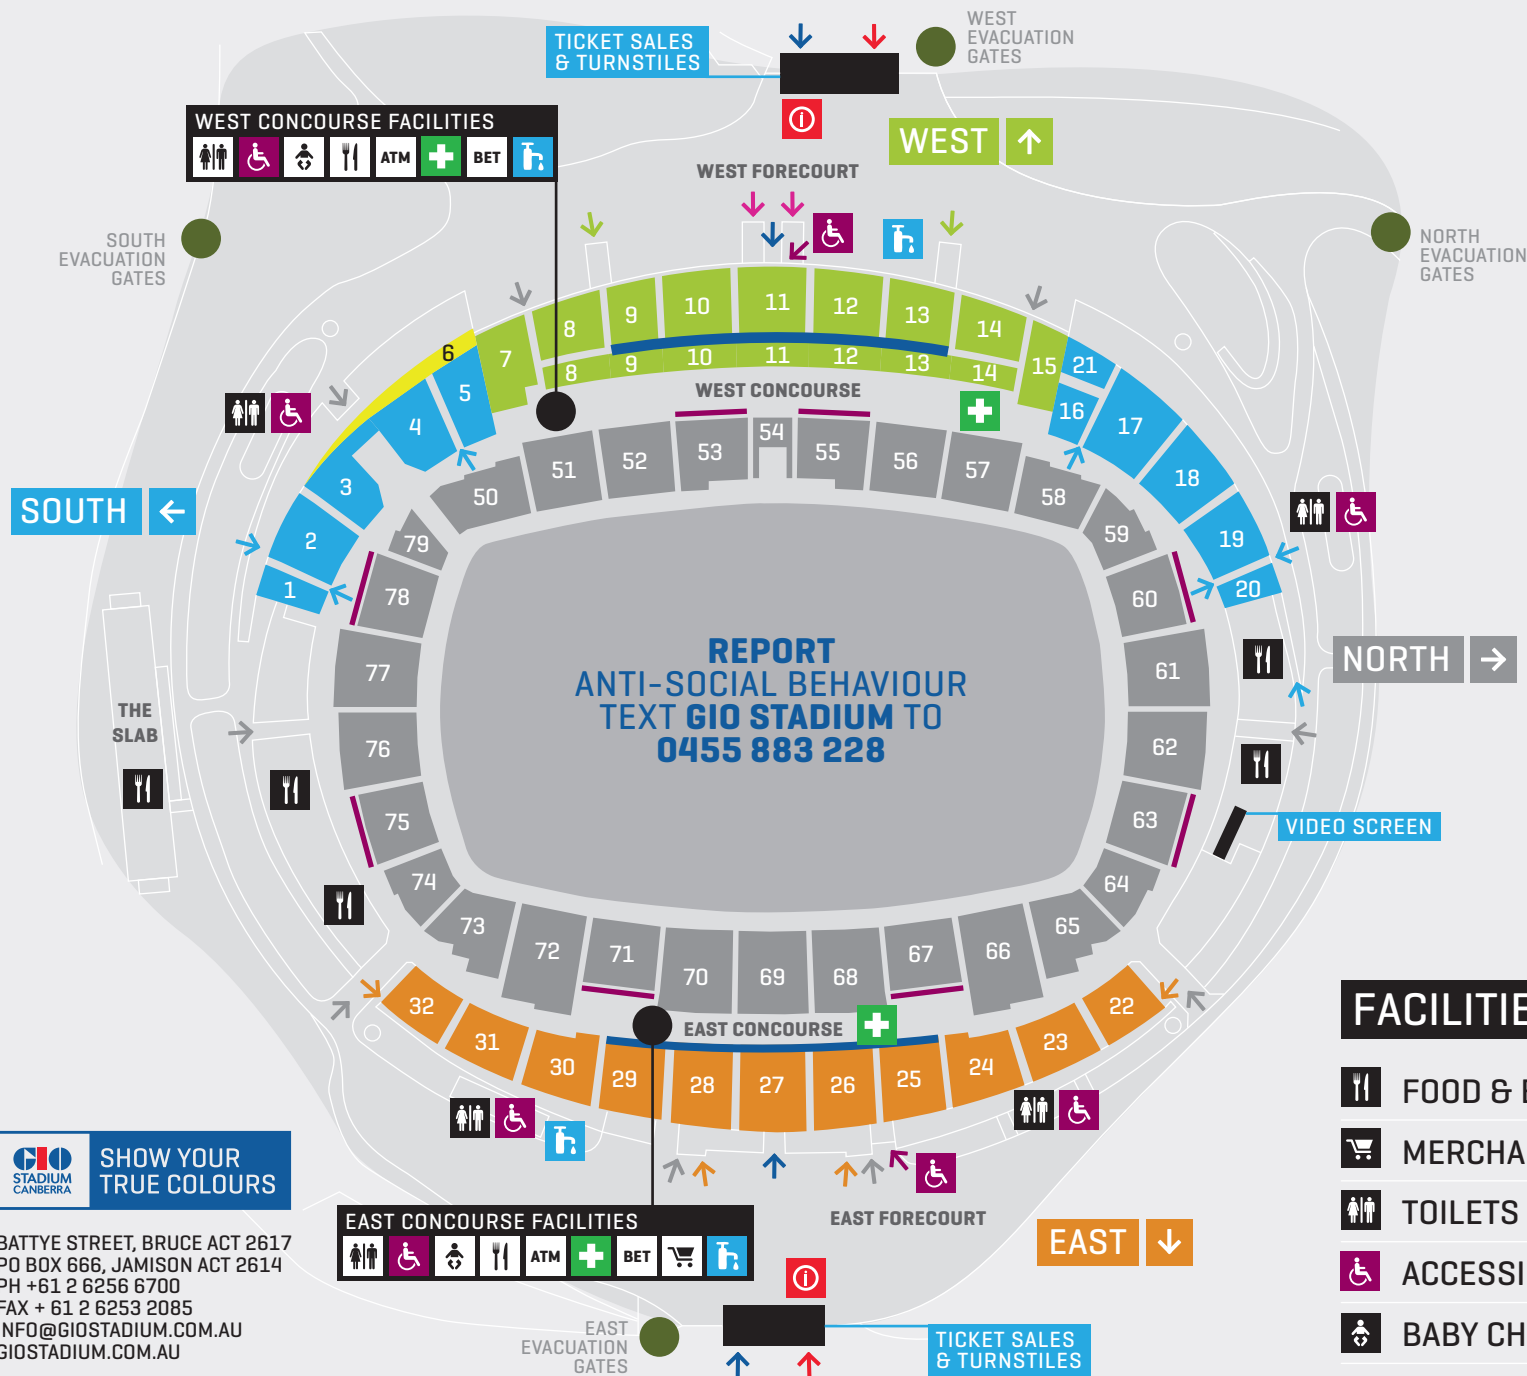 WEST
EVACUATION
GATES
TICKET SALES
& TURNSTILES
WEST CONCOURSE FACILITIES
ATM
BET
WEST
WEST FORECOURT
SOUTH
EVACUATION
GATES
NORTH
EVACUATION
GATES
8
9
10
11
12
13
14
7
15
6
5
4
3
2
1
8
9
10
11
12
13
14
21
16
17
18
19
20
WEST CONCOURSE
50
51
52
53
54
55
56
57
58
59
60
61
62
63
64
65
66
67
68
69
70
71
72
73
74
75
76
77
78
79
SOUTH
NORTH
REPORT
ANTI-SOCIAL BEHAVIOUR
TEXT GIO STADIUM TO
0455 883 228
THE
SLAB
VIDEO SCREEN
EAST CONCOURSE
32
31
30
29
28
27
26
25
24
23
22
FACILITIE
FOOD & 
MERCHA
TOILETS
ACCESSI
BABY CH
GIO
STADIUM
CANBERRA
SHOW YOUR
TRUE COLOURS
BATTYE STREET, BRUCE ACT 2617
PO BOX 666, JAMISON ACT 2614
PH +61 2 6256 6700
FAX + 61 2 6253 2085
INFO@GIOSTADIUM.COM.AU
GIOSTADIUM.COM.AU
EAST CONCOURSE FACILITIES
ATM
BET
EAST FORECOURT
EAST
EAST
EVACUATION
GATES
TICKET SALES
& TURNSTILES